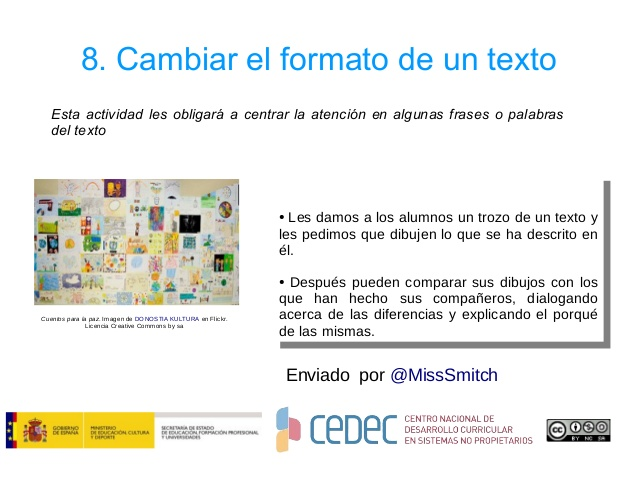 8. Cambiar el formato de un texto
Esta actividad les obligará a centrar la atención en algunas frases o palabras
del texto
• Les damos a los alumnos un trozo de un texto y
les pedimos que dibujen lo que se ha descrito en
él.
• Después pueden comparar sus dibujos con los
que han hecho sus compañeros, dialogando
acerca de las diferencias y explicando el porqué
de las mismas.
Cuentos para la paz. Imagen de DONOSTIA KULTURA en Flickr.
Licencia Creative Commons by sa
Enviado por @MissSmitch
GOBIERNO
DE ESPAÑA
MINISTERIO
DE EDUCACIÓN, CULTURA
Y DEPORTE
SECRETARÍA DE ESTADO
DE EDUCACIÓN, FORMACIÓN PROFESIONAL
Y UNIVERSIDADES
CEDEC
CENTRO NACIONAL DE
DESARROLLO CURRICULAR
EN SISTEMAS NO PROPIETARIOS
cc
BY NC SA